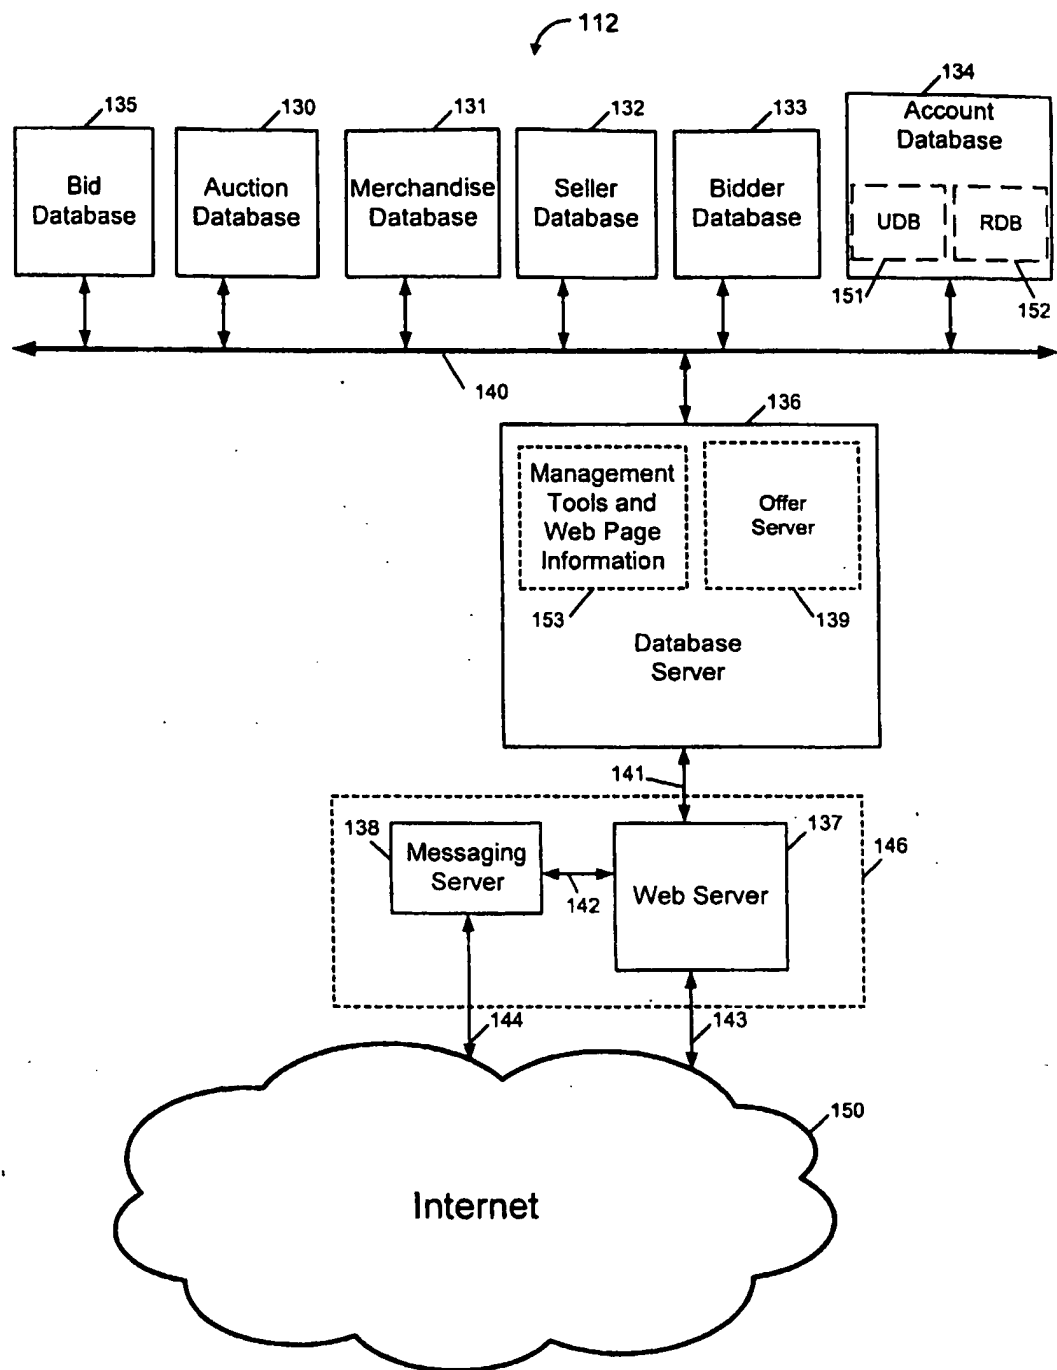 112
135
130
131
132
133
134
Bid
Database
Auction
Database
Merchandise
Database
Seller
Database
Bidder
Database
Account
Database
UDB
RDB
151
152
140
136
Management
Tools and
Web Page
Information
Offer
Server
153
139
Database
Server
141
138
137
146
Messaging
Server
142
Web Server
144
143
150
Internet